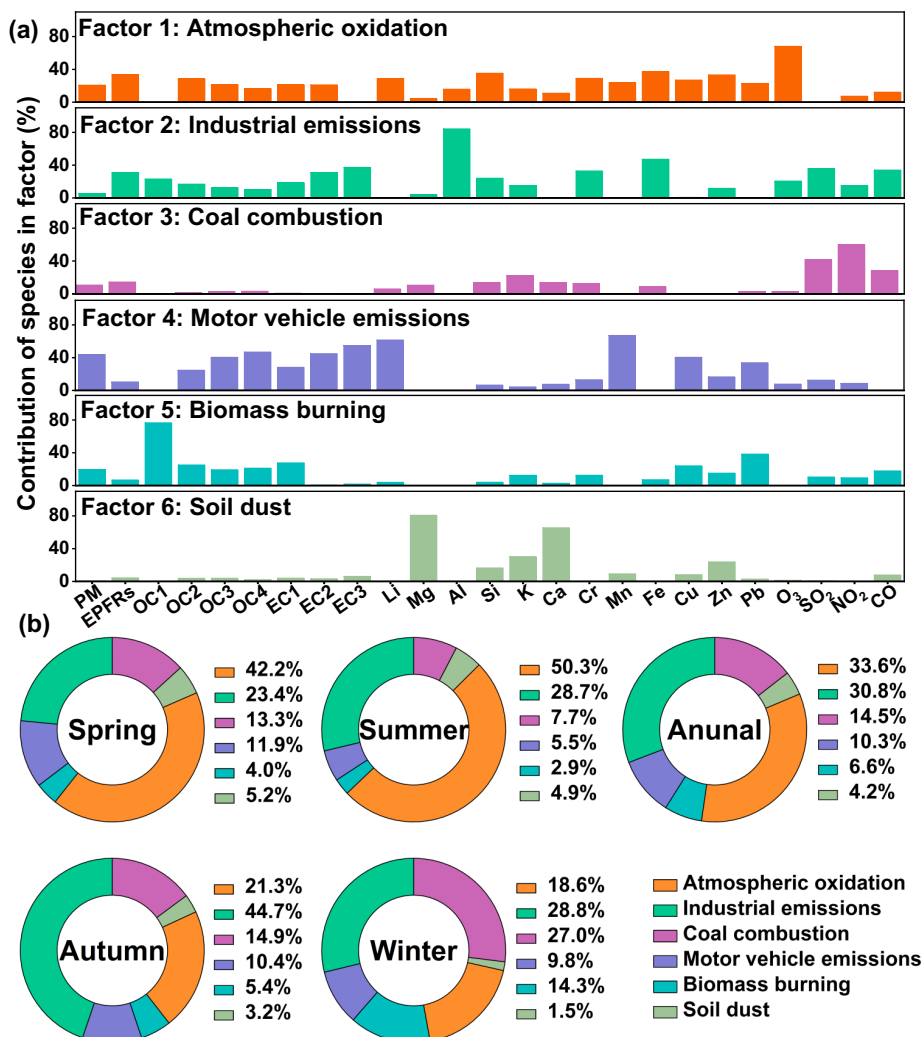 (a)
Contribution of species in factor (%)
Factor 1: Atmospheric oxidation
80
40
0
Factor 2: Industrial emissions
80
40
0
Factor 3: Coal combustion
80
40
0
Factor 4: Motor vehicle emissions
80
40
0
Factor 5: Biomass burning
80
40
0
Factor 6: Soil dust
80
40
0
PM EPFRs OC1 OC2 OC3 OC4 EC1 EC2 EC3 Li Mg Al Si K Ca Cr Mn Fe Cu Zn Pb O3 SO2 NO2 CO
(b)
Spring
42.2%
23.4%
13.3%
11.9%
4.0%
5.2%
Summer
50.3%
28.7%
7.7%
5.5%
2.9%
4.9%
Anunal
33.6%
30.8%
14.5%
10.3%
6.6%
4.2%
Autumn
21.3%
44.7%
14.9%
10.4%
5.4%
3.2%
Winter
18.6%
28.8%
27.0%
9.8%
14.3%
1.5%
Atmospheric oxidation
Industrial emissions
Coal combustion
Motor vehicle emissions
Biomass burning
Soil dust